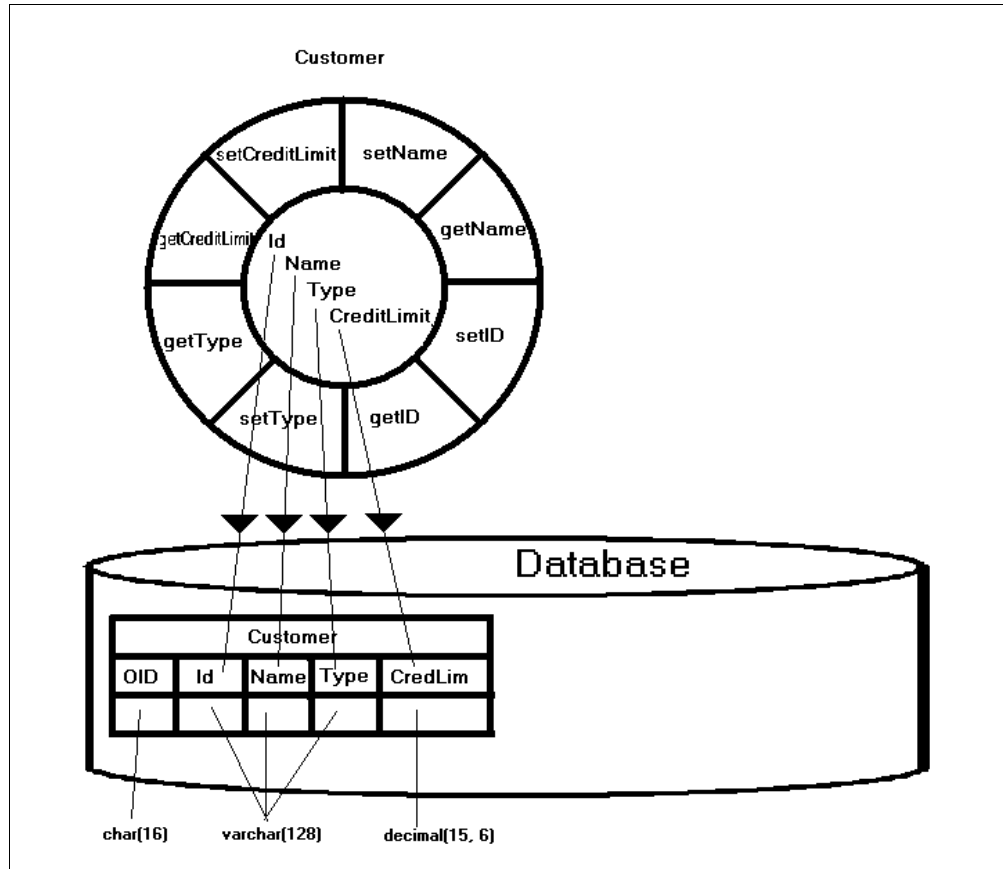 Customer
setCreditLimit
setName
getCreditLimit
getName
Id
Name
Type
CreditLimit
getType
setID
setType
getID
Database
Customer
OID
Id
Name
Type
CredLim
char(16)
varchar(128)
decimal(15, 6)